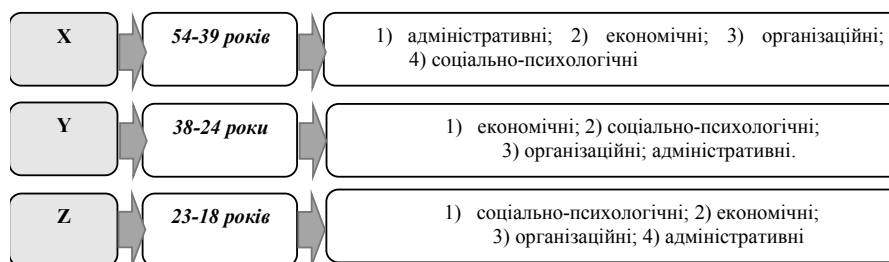 X
54-39 років
1) адміністративні; 2) економічні; 3) організаційні;
4) соціально-психологічні
Y
38-24 роки
1) економічні; 2) соціально-психологічні;
3) організаційні; адміністративні.
Z
23-18 років
1) соціально-психологічні; 2) економічні;
3) організаційні; 4) адміністративні